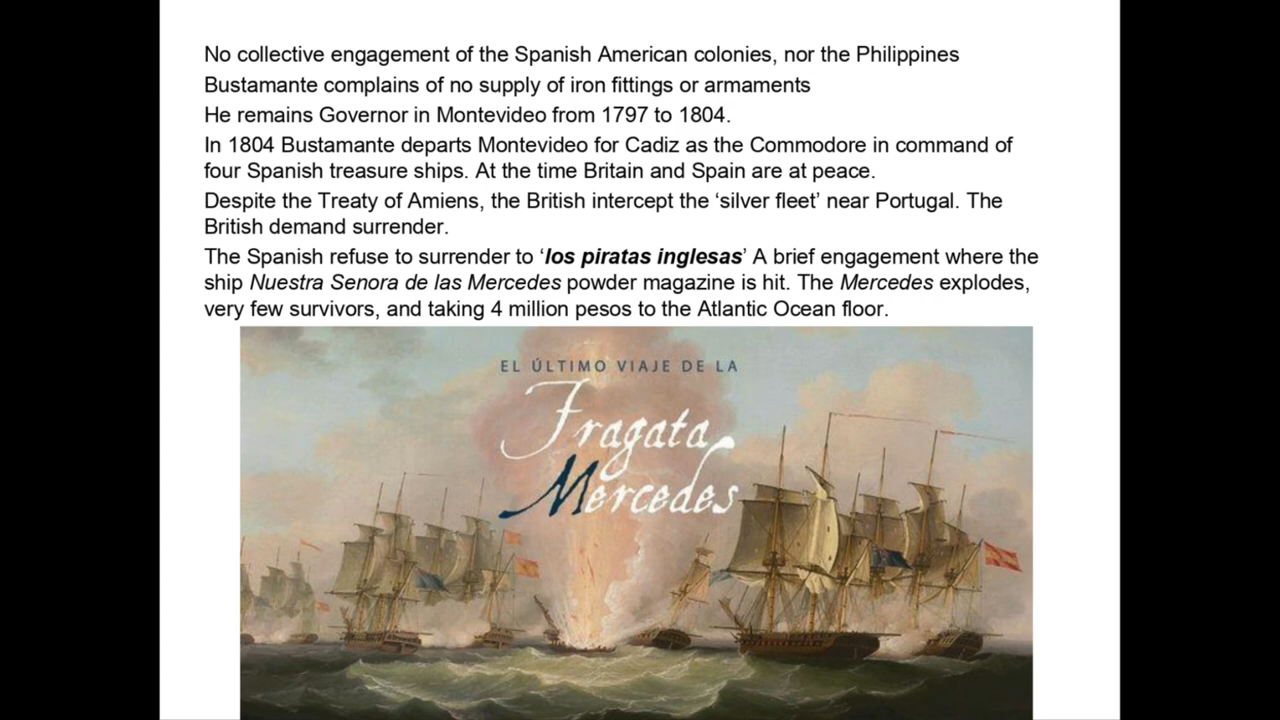 No collective engagement of the Spanish American colonies, nor the Philippines
Bustamante complains of no supply of iron fittings or armaments
He remains Governor in Montevideo from 1797 to 1804.
In 1804 Bustamante departs Montevideo for Cadiz as the Commodore in command of
four Spanish treasure ships. At the time Britain and Spain are at peace.
Despite the Treaty of Amiens, the British intercept the ‘silver fleet’ near Portugal. The
British demand surrender.
The Spanish refuse to surrender to ‘los piratas inglesas’ A brief engagement where the
ship Nuestra Senora de las Mercedes powder magazine is hit. The Mercedes explodes,
very few survivors, and taking 4 million pesos to the Atlantic Ocean floor.
EL ÚLTIMO VIAJE DE LA
Fragata
Mercedes